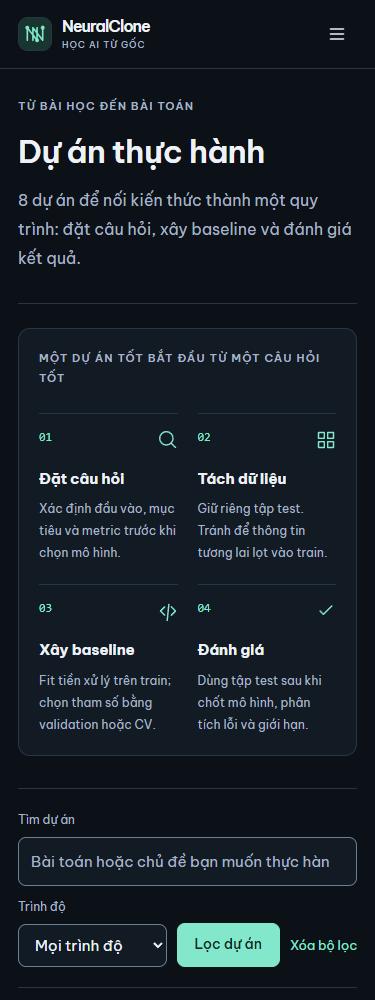 NeuralClone
HỌC AI TỪ GỐC
TỪ BÀI HỌC ĐẾN BÀI TOÁN
Dự án thực hành
8 dự án để nối kiến thức thành một quy
trình: đặt câu hỏi, xây baseline và đánh giá
kết quả.
MỘT DỰ ÁN TỐT BẮT ĐẦU TỪ MỘT CÂU HỎI
TỐT
01
Đặt câu hỏi
Xác định đầu vào, mục
tiêu và metric trước khi
chọn mô hình.
02
Tách dữ liệu
Giữ riêng tập test.
Tránh để thông tin
tương lai lọt vào train.
03
Xây baseline
Fit tiền xử lý trên train;
chọn tham số bằng
validation hoặc CV.
04
Đánh giá
Dùng tập test sau khi
chốt mô hình, phân
tích lỗi và giới hạn.
Tìm dự án
Bài toán hoặc chủ đề bạn muốn thực hàn
Trình độ
Mọi trình độ
Lọc dự án
Xóa bộ lọc